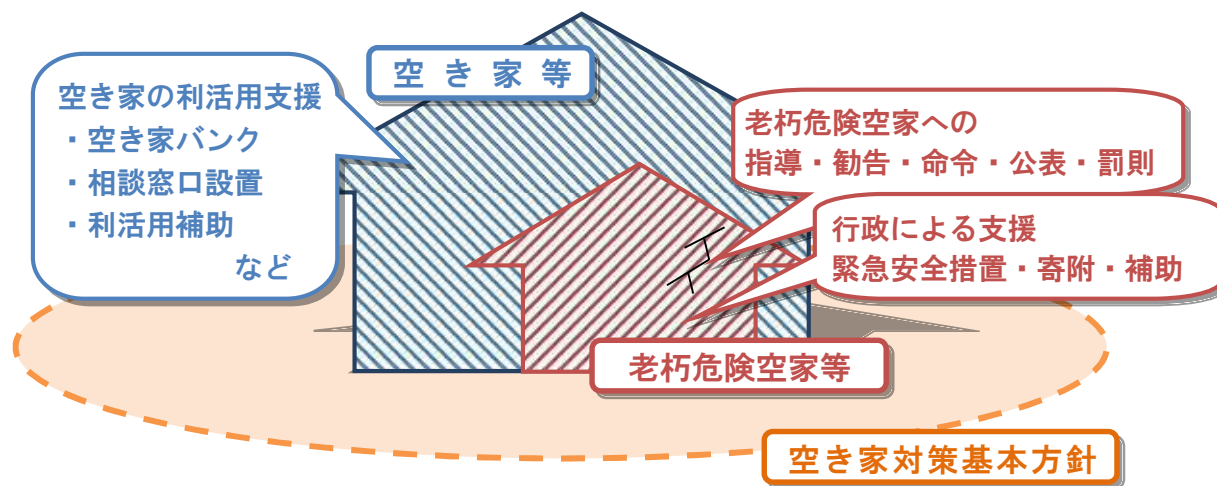 空き家等
空き家の利活用支援
・空き家バンク
・相談窓口設置
・利活用補助
など
老朽危険空家への
指導・勧告・命令・公表・罰則
行政による支援
緊急安全措置・寄附・補助
老朽危険空家等
空き家対策基本方針